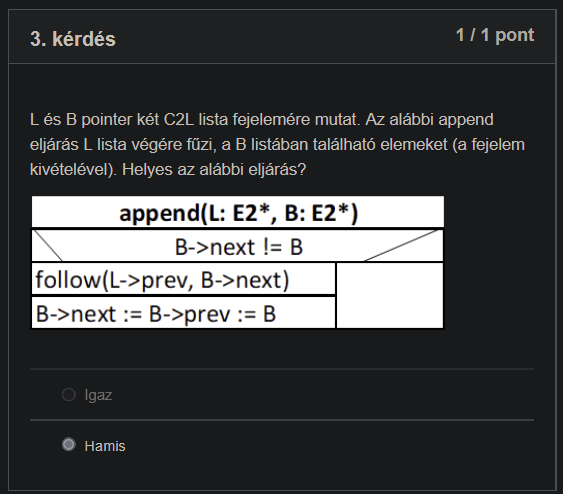 3. kérdés
1 / 1 pont
L és B pointer két C2L lista fejelemére mutat. Az alábbi append
eljárás L lista végére fűzi, a B listában található elemeket (a fejelem
kivételével). Helyes az alábbi eljárás?
append(L: E2*, B: E2*)
B->next != B
follow(L->prev, B->next)
B->next := B->prev := B
Igaz
Hamis